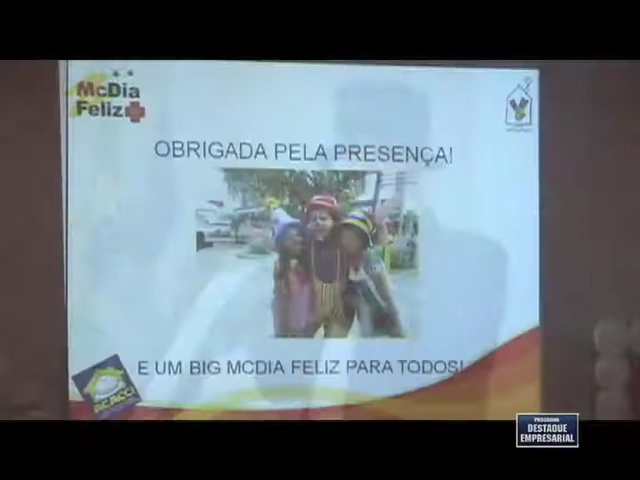 McDia
Feliz
OBRIGADA PELA PRESENÇA!
E UM BIG MCDIA FELIZ PARA TODOS!
PROGRAMA
DESTAQUE
EMPRESARIAL